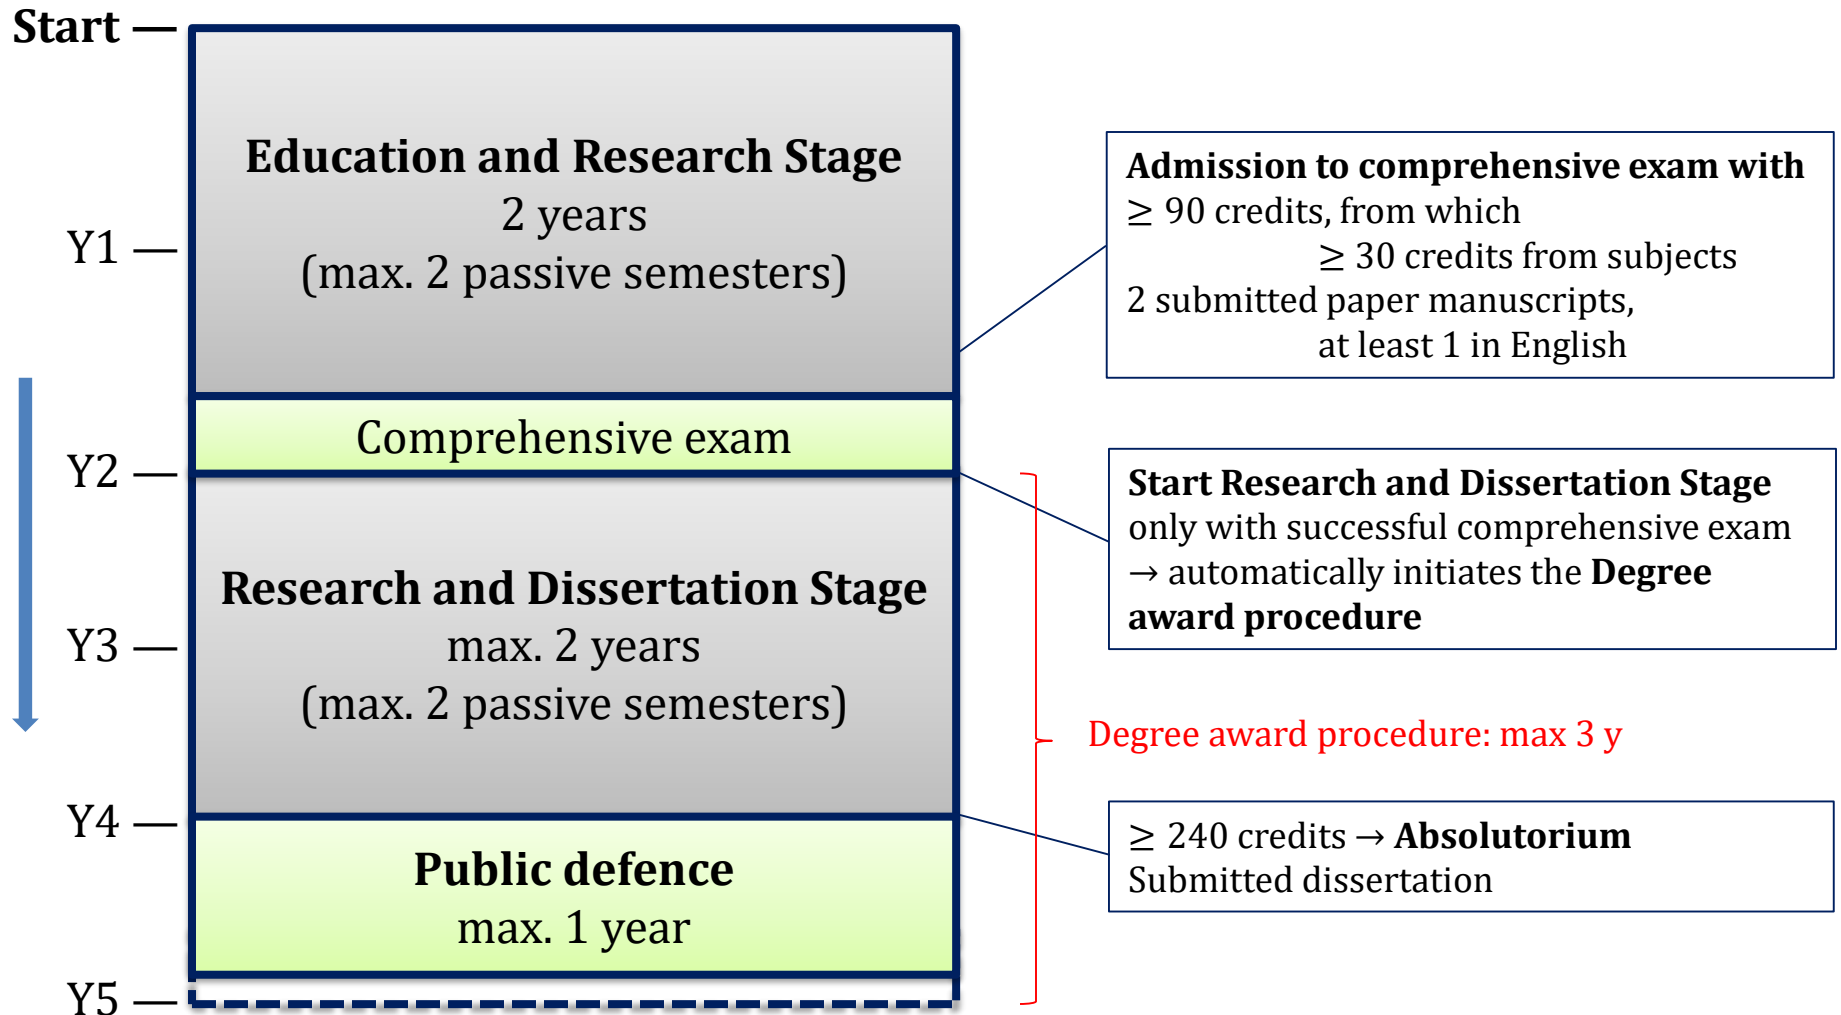 Start
Education and Research Stage
2 years
(max. 2 passive semesters)
Y1
Admission to comprehensive exam with
≥ 90 credits, from which
≥ 30 credits from subjects
2 submitted paper manuscripts,
at least 1 in English
Comprehensive exam
Y2
Start Research and Dissertation Stage
only with successful comprehensive exam
→ automatically initiates the Degree
award procedure
Research and Dissertation Stage
max. 2 years
(max. 2 passive semesters)
Y3
Degree award procedure: max 3 y
Y4
≥ 240 credits → Absolutorium
Submitted dissertation
Public defence
max. 1 year
Y5